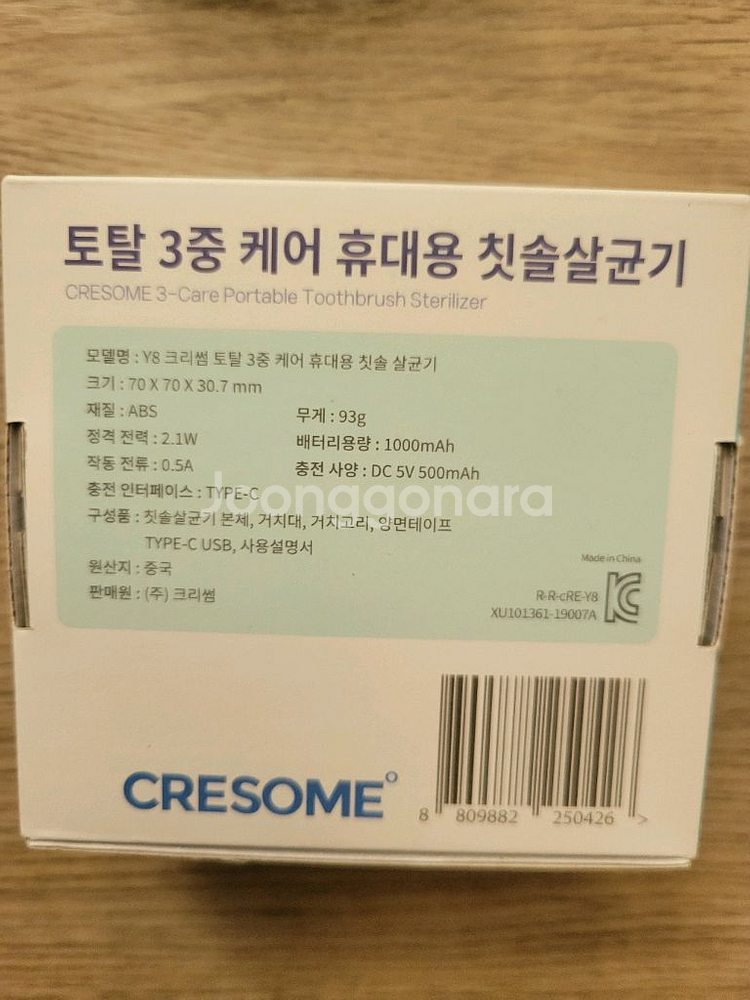 토탈 3중 케어 휴대용 칫솔살균기
CRESOME 3-Care Portable Toothbrush Sterilizer
모델명 : Y8 크리썸 토탈 3중 케어 휴대용 칫솔 살균기
크기 : 70 X 70 X 30.7 mm
재질 : ABS 무게 : 93g
정격 전력 : 2.1W 배터리용량 : 1000mAh
작동 전류 : 0.5A 충전 사양 : DC 5V 500mAh
충전 인터페이스 : TYPE-C
Joonggonara
구성품 : 칫솔살균기 본체, 거치대, 거치고리, 양면테이프
TYPE-C USB, 사용설명서
원산지 : 중국
판매원 : (주) 크리썸
Made in China
R-R-cRE-Y8
XU101361-19007A
CRESOME
8 809882 250426 >